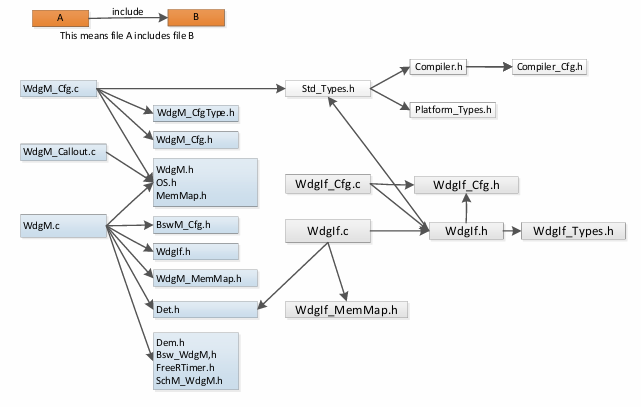 A
include
B
This means file A includes file B
Compiler.h
Compiler_Cfg.h
WdgM_Cfg.c
Std_Types.h
Platform_Types.h
WdgM_CfgType.h
WdgM_Cfg.h
WdgM_Callout.c
WdgM.h
OS.h
MemMap.h
WdgIf_Cfg.c
WdgIf_Cfg.h
WdgM.c
BswM_Cfg.h
WdgIf.c
WdgIf.h
WdgIf_Types.h
WdgIf.h
WdgM_MemMap.h
Det.h
WdgIf_MemMap.h
Dem.h
Bsw_WdgM,h
FreeRTimer.h
SchM_WdgM.h